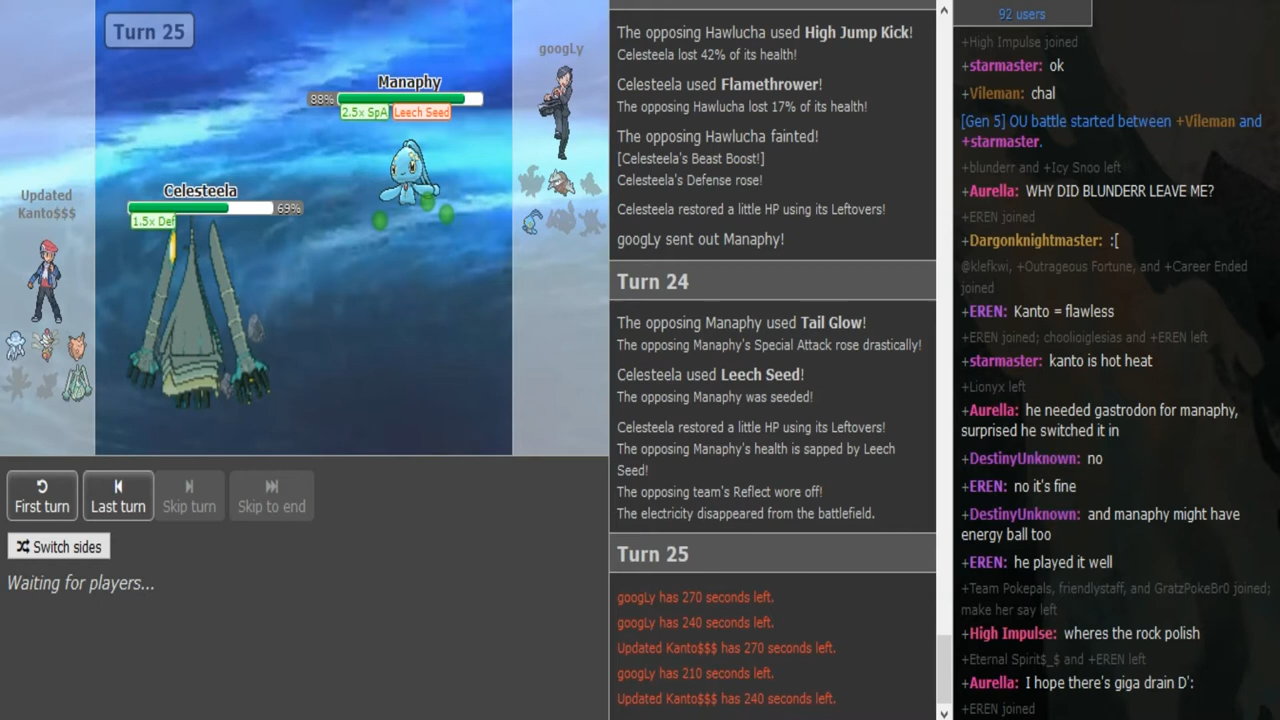 Turn 25
googLy
Manaphy
88%
2.5x SpA Leech Seed
Updated
Kanto$$$
Celesteela
69%
1.5x Def
First turn
Last turn
Skip turn
Skip to end
Switch sides
Waiting for players...
The opposing Hawlucha used High Jump Kick!
Celesteela lost 42% of its health!
Celesteela used Flamethrower!
The opposing Hawlucha lost 17% of its health!
The opposing Hawlucha fainted!
[Celesteela's Beast Boost!]
Celesteela's Defense rose!
Celesteela restored a little HP using its Leftovers!
googLy sent out Manaphy!
Turn 24
The opposing Manaphy used Tail Glow!
The opposing Manaphy's Special Attack rose drastically!
Celesteela used Leech Seed!
The opposing Manaphy was seeded!
Celesteela restored a little HP using its Leftovers!
The opposing Manaphy's health is sapped by Leech
Seed!
The opposing team's Reflect wore off!
The electricity disappeared from the battlefield.
Turn 25
googLy has 270 seconds left.
googLy has 240 seconds left.
Updated Kanto$$$ has 270 seconds left.
googLy has 210 seconds left.
Updated Kanto$$$ has 240 seconds left.
92 users
+High Impulse joined
+starmaster: ok
+Vileman: chal
[Gen 5] OU battle started between +Vileman and
+starmaster.
+blunderr and +Icy Snoo left
+Aurella: WHY DID BLUNDERR LEAVE ME?
+EREN joined
+Dargonknightmaster: :[
@klefkwi, +Outrageous Fortune, and +Career Ended
joined
+EREN: Kanto = flawless
+EREN joined; choolioiglesias and +EREN left
+starmaster: kanto is hot heat
+Lionyx left
+Aurella: he needed gastrodon for manaphy,
surprised he switched it in
+DestinyUnknown: no
+EREN: no it's fine
+DestinyUnknown: and manaphy might have
energy ball too
+EREN: he played it well
+Team Pokepals, friendlystaff, and GratzPokeBr0 joined;
make her say left
+High Impulse: wheres the rock polish
+Eternal Spirit$_$ and +EREN left
+Aurella: I hope there's giga drain D':
+EREN joined